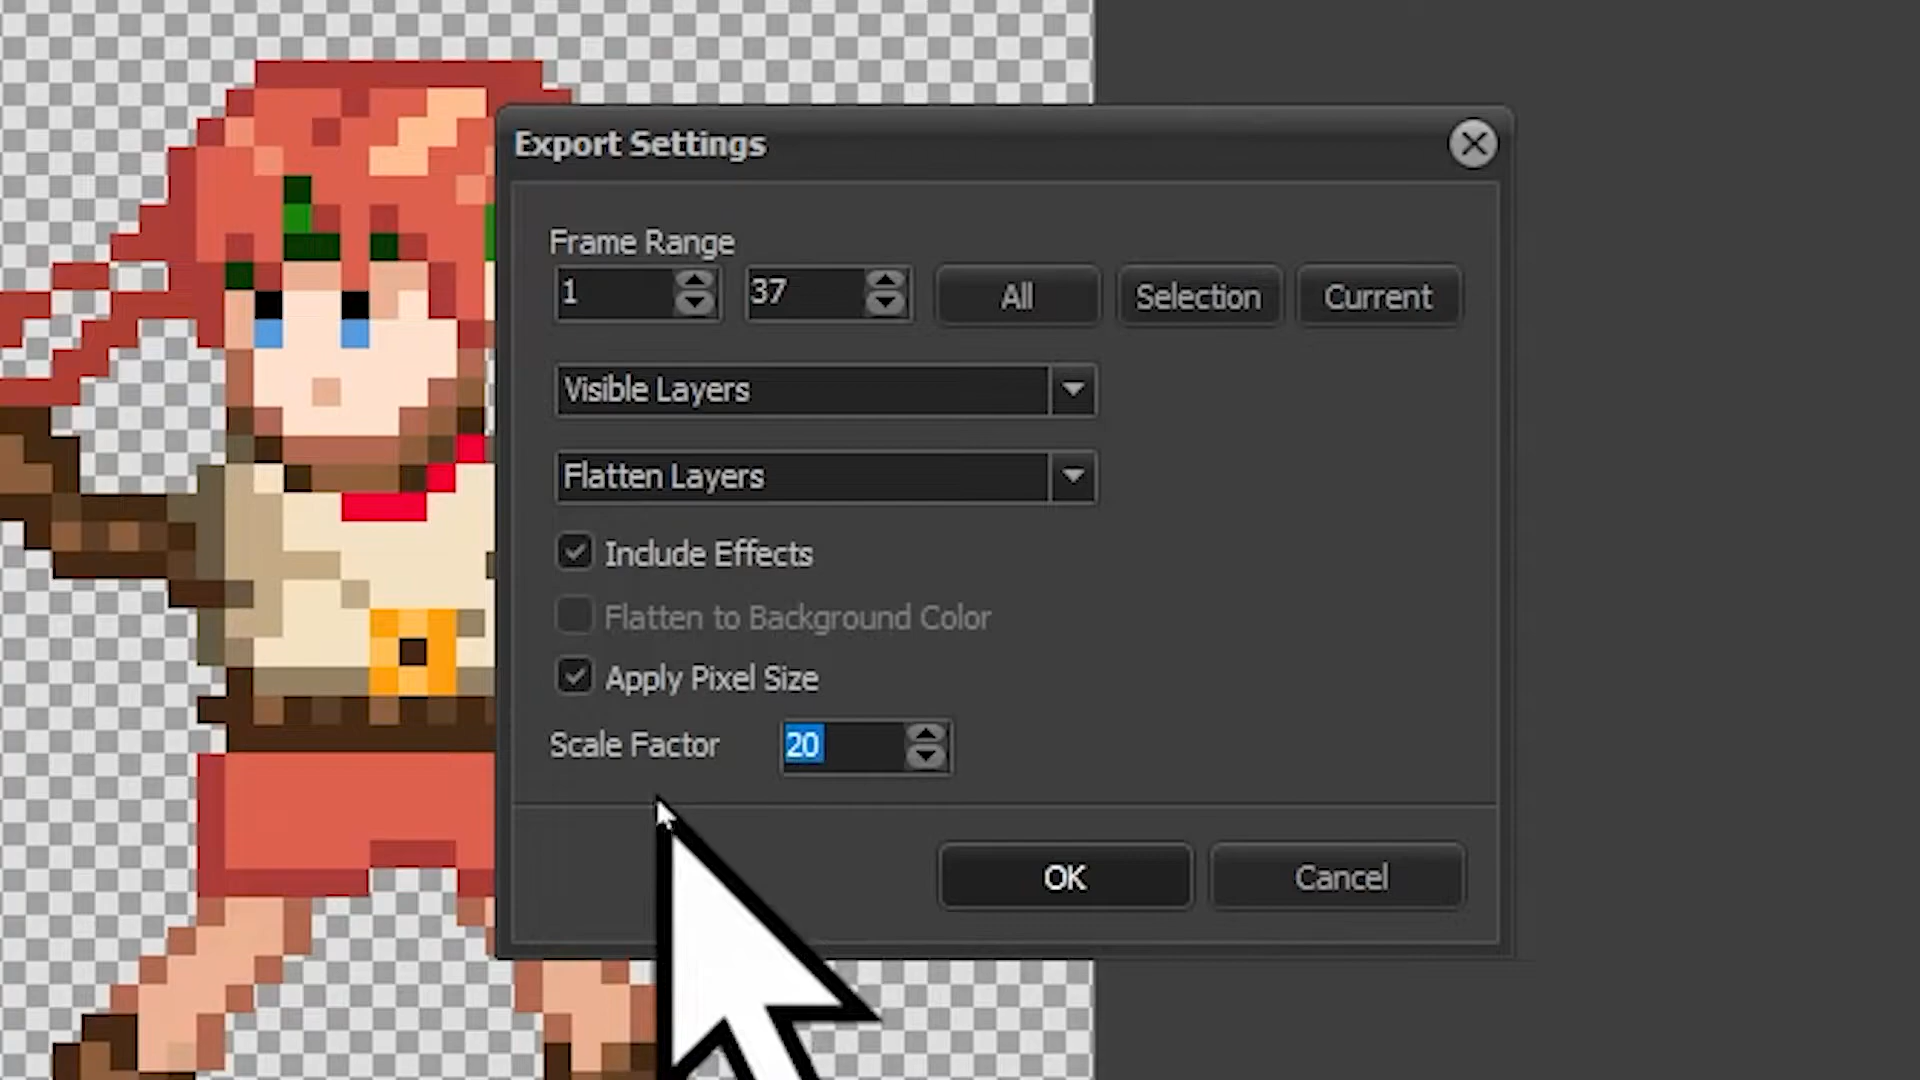 Export Settings
Frame Range
1 37 All Selection Current
Visible Layers
Flatten Layers
Include Effects
Flatten to Background Color
Apply Pixel Size
Scale Factor 20
OK Cancel